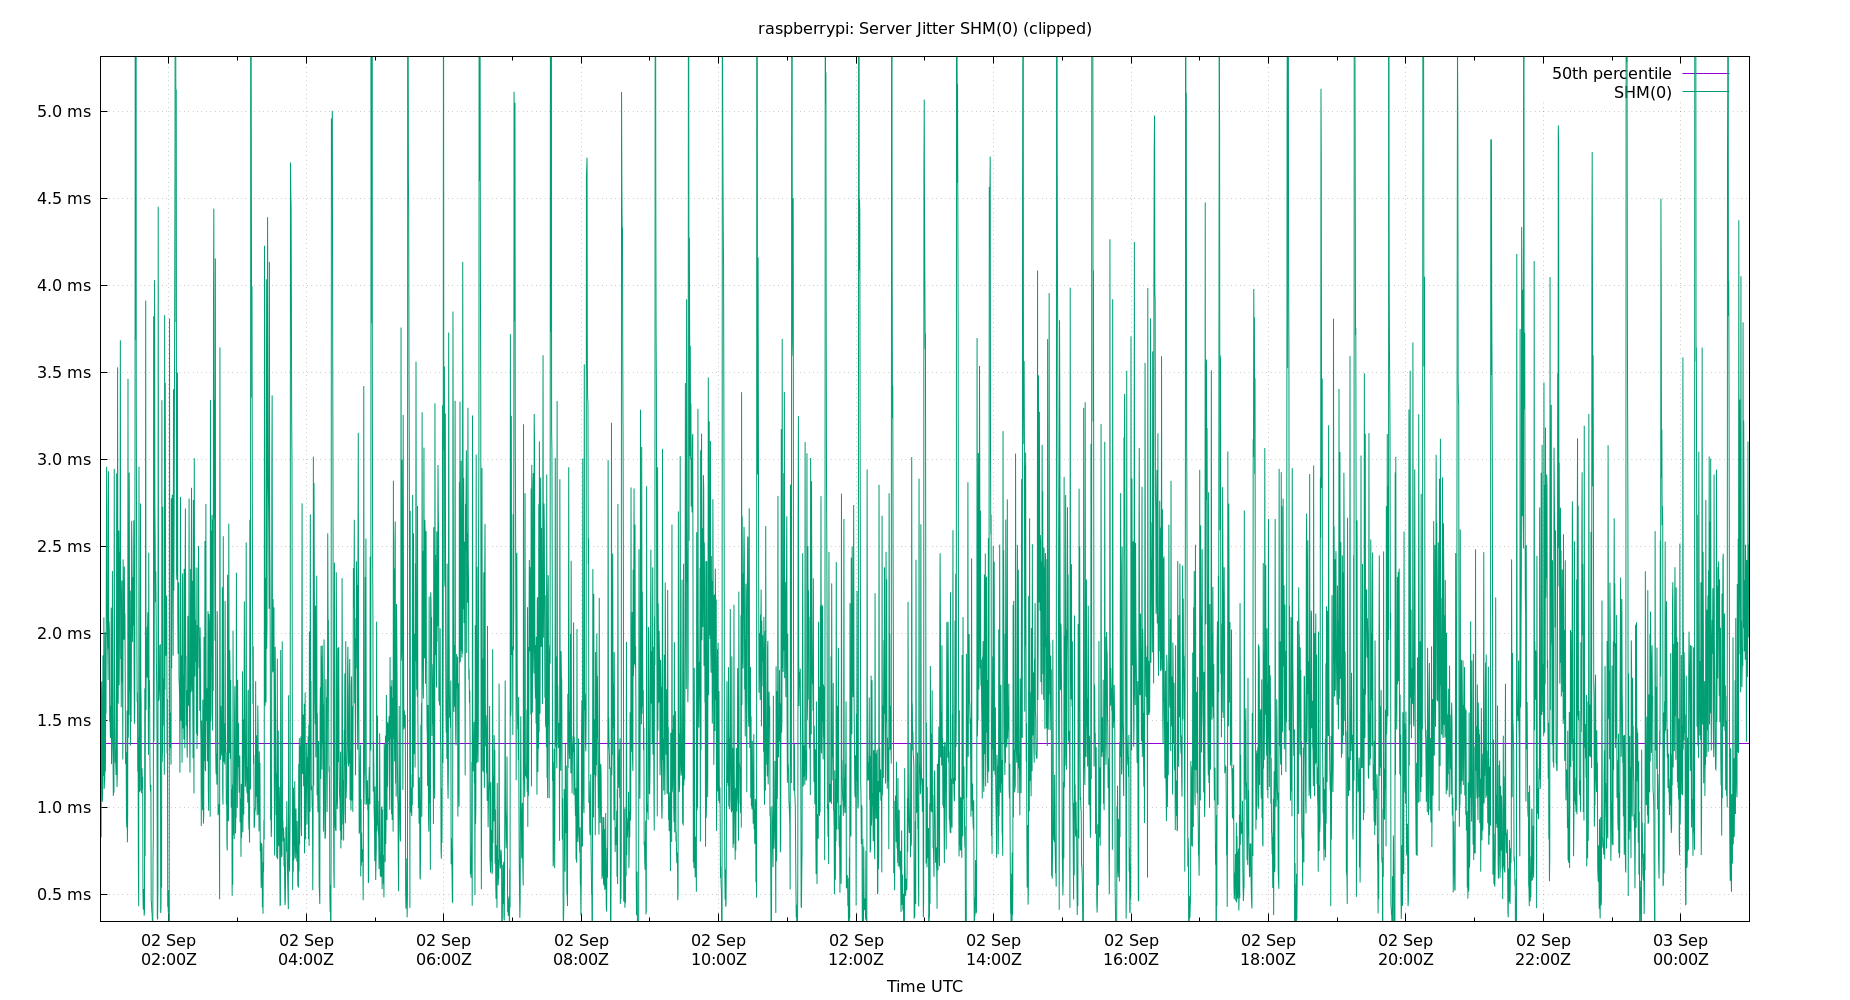 raspberrypi: Server Jitter SHM(0) (clipped)
50th percentile
SHM(0)
5.0 ms
4.5 ms
4.0 ms
3.5 ms
3.0 ms
2.5 ms
2.0 ms
1.5 ms
1.0 ms
0.5 ms
02 Sep 02 Sep 02 Sep 02 Sep 02 Sep 02 Sep 02 Sep 02 Sep 02 Sep 02 Sep 02 Sep 03 Sep
02:00Z 04:00Z 06:00Z 08:00Z 10:00Z 12:00Z 14:00Z 16:00Z 18:00Z 20:00Z 22:00Z 00:00Z
Time UTC